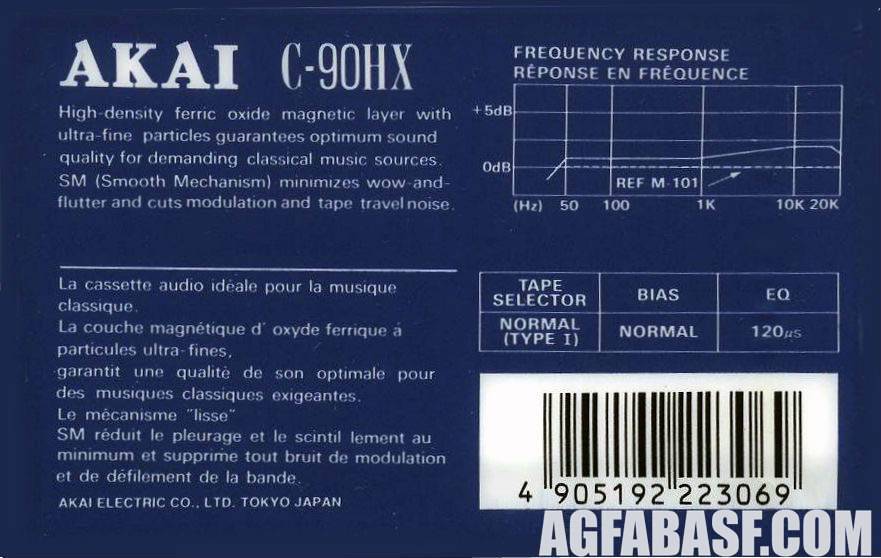 AKAI C-90HX
High-density ferric oxide magnetic layer with
ultra-fine particles guarantees optimum sound
quality for demanding classical music sources.
SM (Smooth Mechanism) minimizes wow-and-
flutter and cuts modulation and tape travel noise.
La cassette audio idéale pour la musique
classique.
La couche magnétique d' oxyde ferrique à
particules ultra-fines,
garantit une qualité de son optimale pour
des musiques classiques exigeantes.
Le mécanisme "lisse"
SM réduit le pleurage et le scintil lement au
minimum et supprime tout bruit de modulation
et de défilement de la bande.
AKAI ELECTRIC CO., LTD. TOKYO JAPAN
FREQUENCY RESPONSE
RÉPONSE EN FRÉQUENCE
+5dB
0dB
REF M-101
(Hz) 50 100 1K 10K 20K
TAPE SELECTOR BIAS EQ
NORMAL (TYPE I) NORMAL 120μs
4 905192 223069
AGFABASF.COM